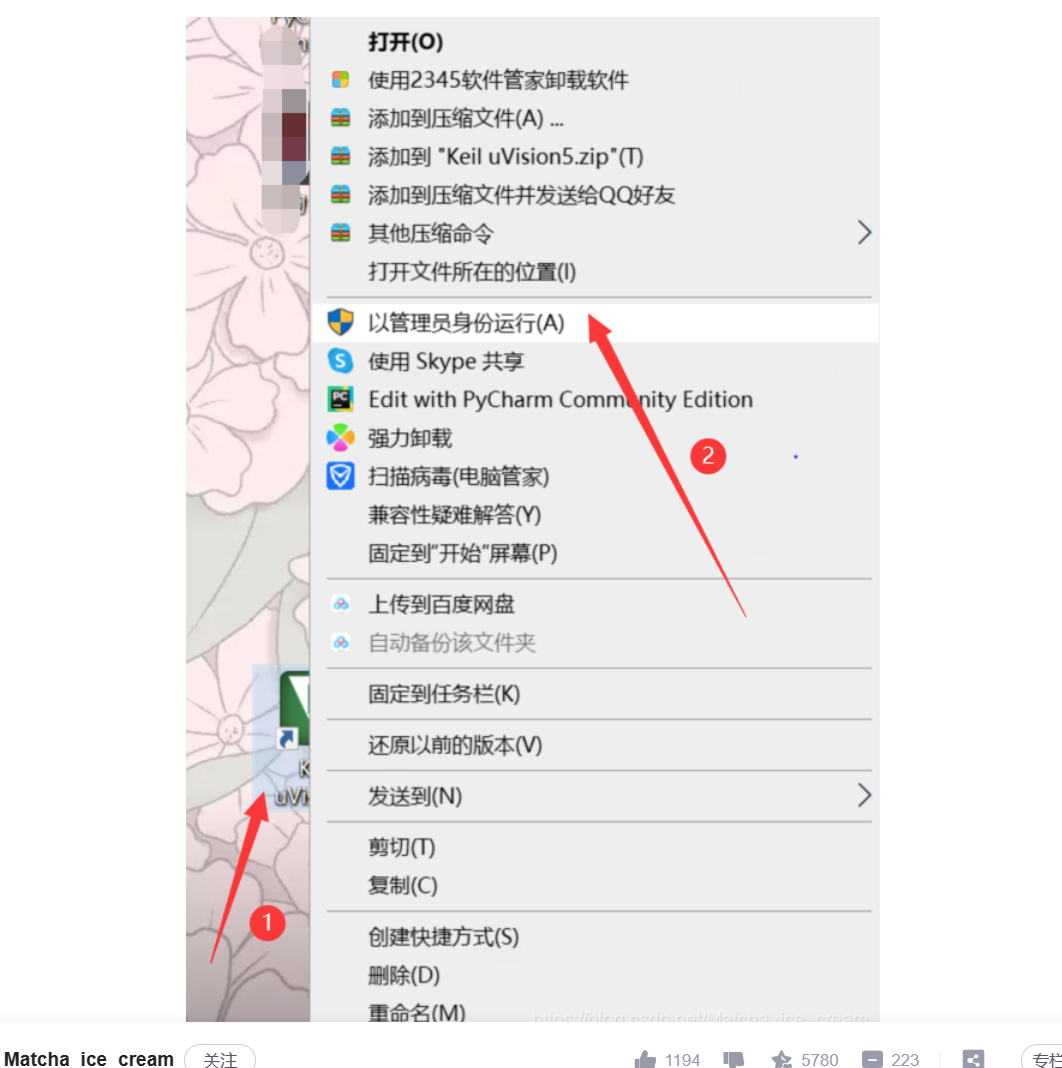 打开(O)
使用2345软件管家卸载软件
添加到压缩文件(A) ...
添加到 "Keil uVision5.zip"(T)
添加到压缩文件并发送给QQ好友
其他压缩命令
打开文件所在的位置(I)
以管理员身份运行(A)
使用 Skype 共享
Edit with PyCharm Community Edition
强力卸载
2
扫描病毒(电脑管家)
兼容性疑难解答(Y)
固定到"开始"屏幕(P)
上传到百度网盘
自动备份该文件夹
固定到任务栏(K)
还原以前的版本(V)
K
uVi
发送到(N)
剪切(T)
复制(C)
1
创建快捷方式(S)
删除(D)
重命名(M)
https://blog.csdn.net/Matcha_ice_cream
Matcha ice cream 关注 1194 5780 223 专栏